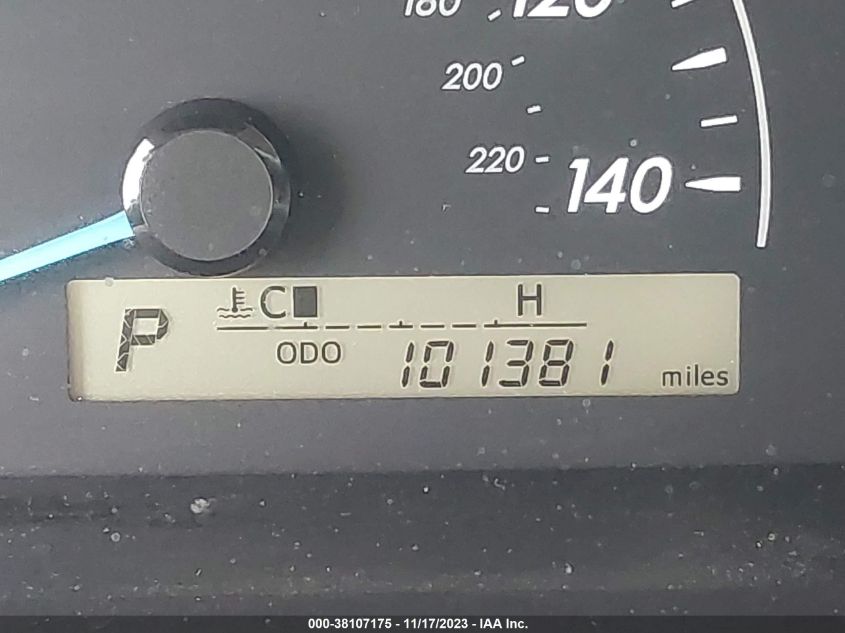 180 120
200
220 140
C H
P
ODO 101381 miles
000-38107175 - 11/17/2023 - IAA Inc.